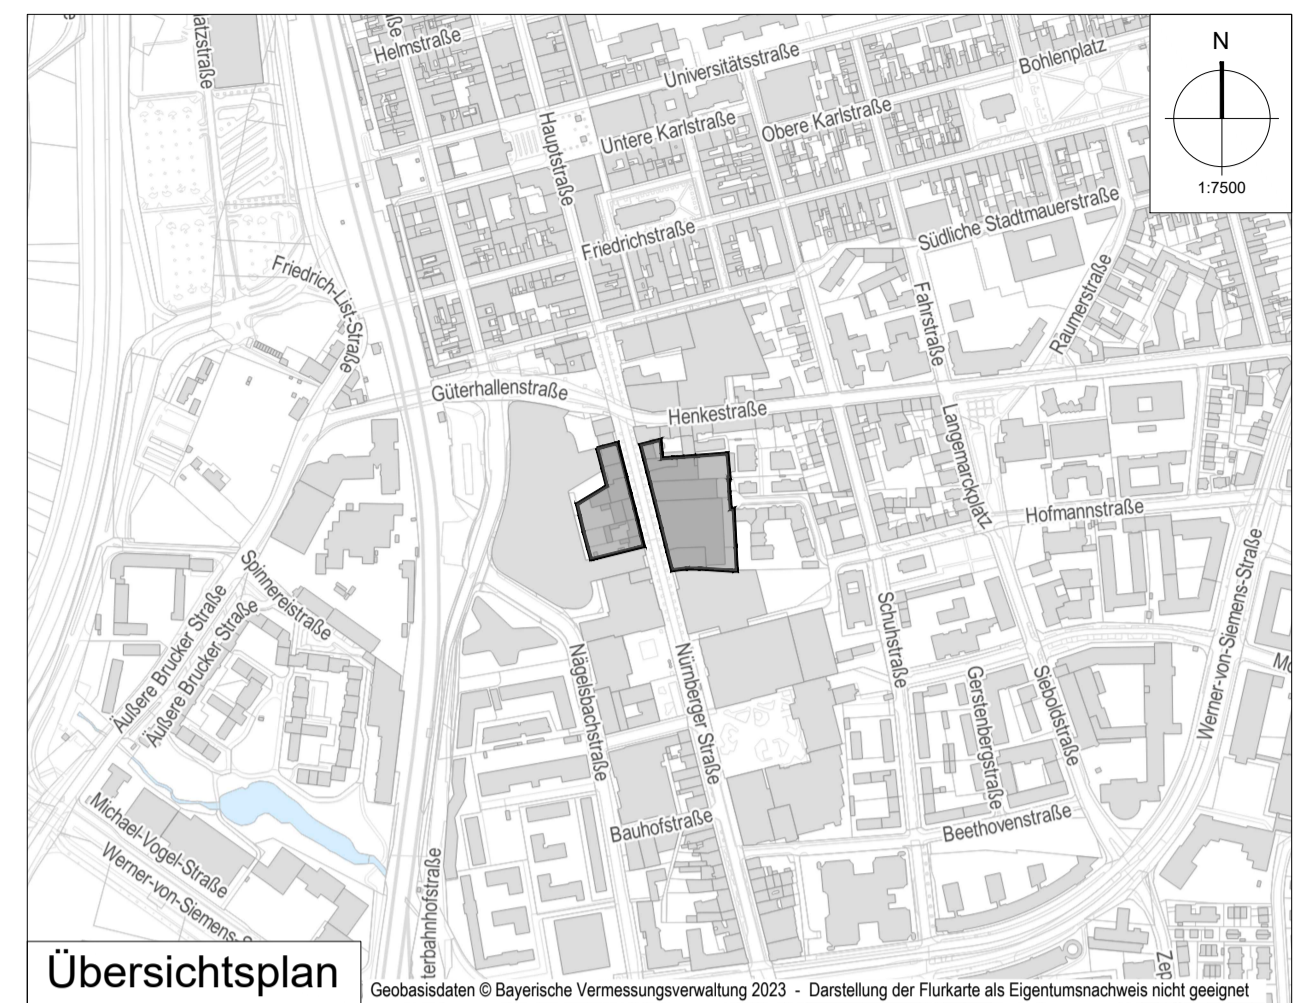 Helmstraße
Universitätsstraße
Bohlenplatz
N
1:7500
Hauptstraße
Untere Karlstraße
Obere Karlstraße
Friedrichstraße
Südliche Stadtmauerstraße
Friedrich-List-Straße
Fahrstraße
Raumerstraße
Güterhallenstraße
Henkestraße
Langemarckplatz
Hofmannstraße
Spinnereistraße
Äußere Brucker Straße
Äußere Brucker Straße
Schuhstraße
Werner-von-Siemens-Straße
Nägelsbachstraße
Nürnberger Straße
Gerstenbergstraße
Sieboldstraße
Michael-Vogel-Straße
Werner-von-Siemens-S
Bauhofstraße
Beethovenstraße
terbahnhofstraße
Zep
Übersichtsplan
Geobasisdaten © Bayerische Vermessungsverwaltung 2023 - Darstellung der Flurkarte als Eigentumsnachweis nicht geeignet